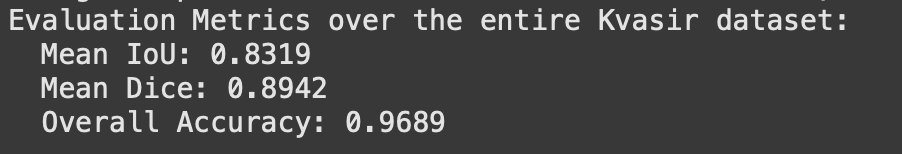 Evaluation Metrics over the entire Kvasir dataset:
Mean IoU: 0.8319
Mean Dice: 0.8942
Overall Accuracy: 0.9689